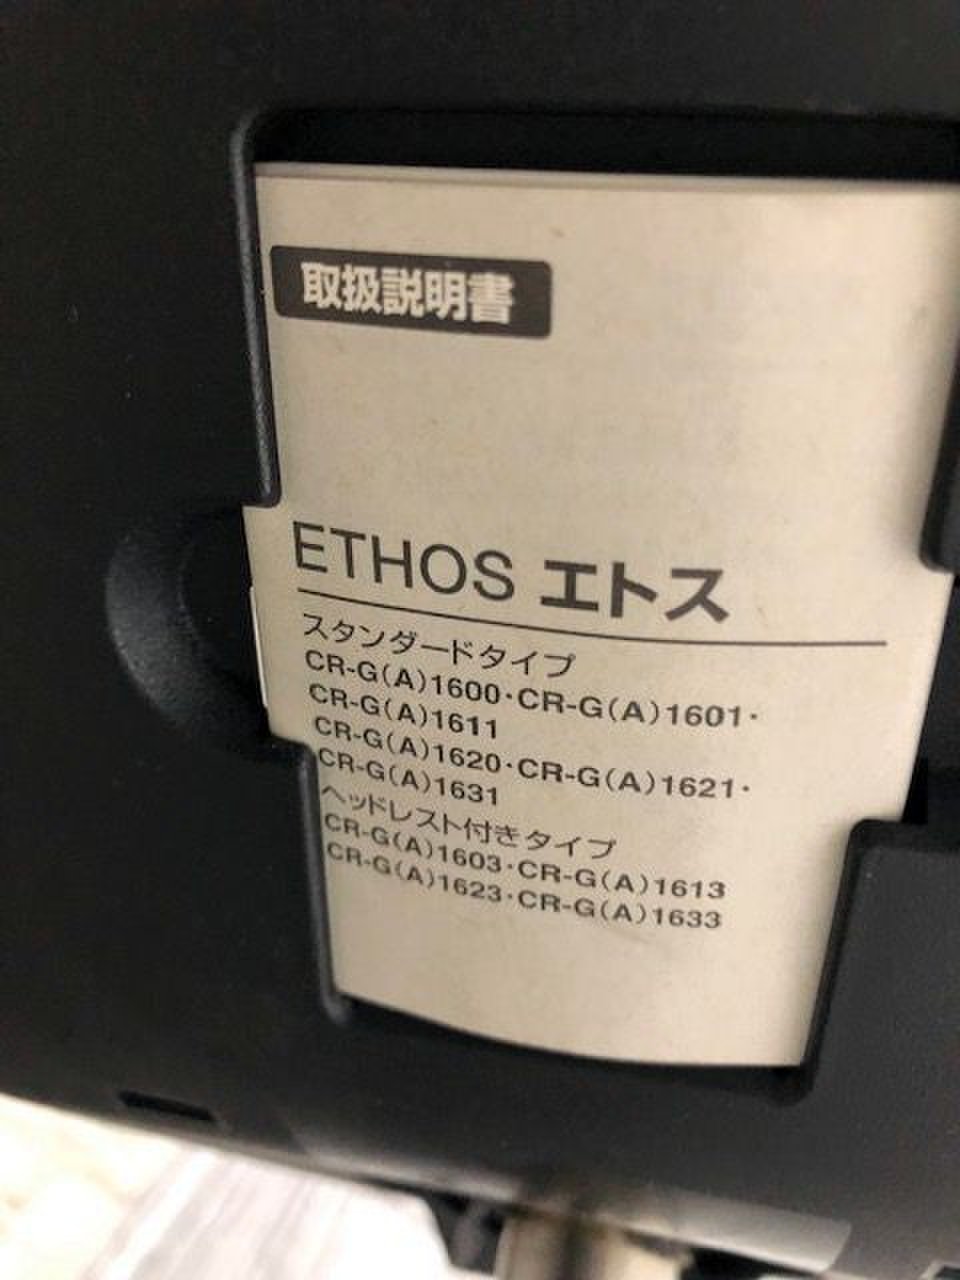 取扱説明書
ETHOS エトス
スタンダードタイプ
CR-G(A)1600・CR-G(A)1601・
CR-G(A)1611
CR-G(A)1620・CR-G(A)1621・
CR-G(A)1631
ヘッドレスト付きタイプ
CR-G(A)1603・CR-G(A)1613
CR-G(A)1623・CR-G(A)1633